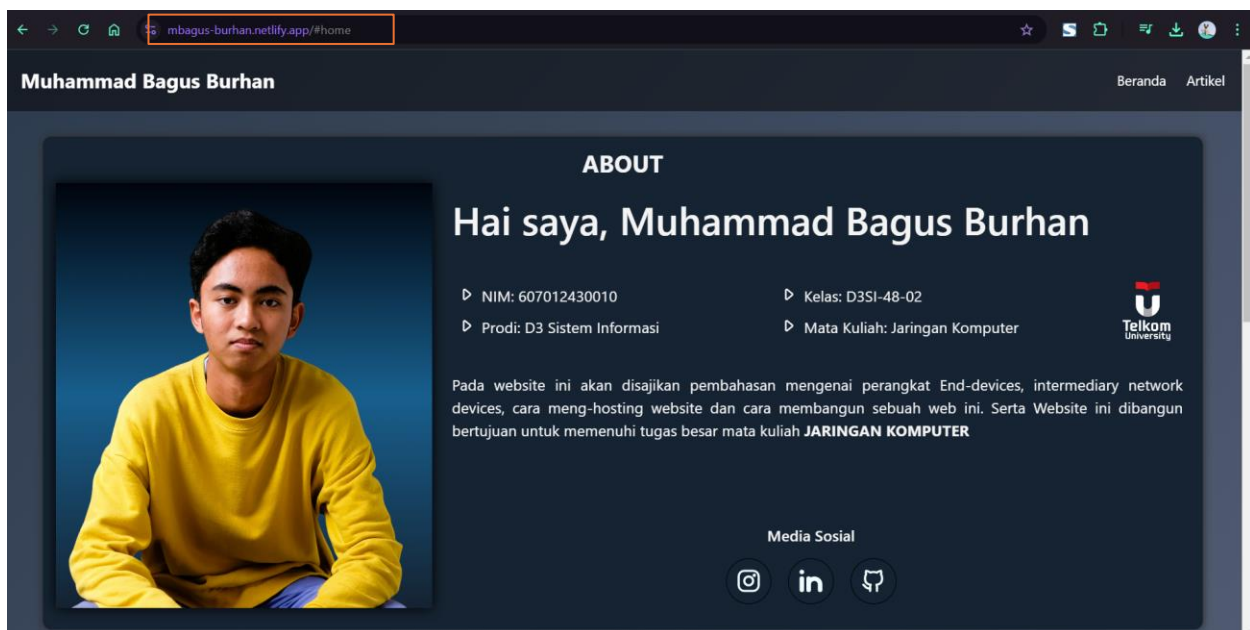 mbagus-burhan.netlify.app/#home
Muhammad Bagus Burhan
Beranda Artikel
ABOUT
Hai saya, Muhammad Bagus Burhan
NIM: 607012430010
Kelas: D3SI-48-02
Prodi: D3 Sistem Informasi
Mata Kuliah: Jaringan Komputer
Telkom
University
Pada website ini akan disajikan pembahasan mengenai perangkat End-devices, intermediary network
devices, cara meng-hosting website dan cara membangun sebuah web ini. Serta Website ini dibangun
bertujuan untuk memenuhi tugas besar mata kuliah JARINGAN KOMPUTER
Media Sosial
in